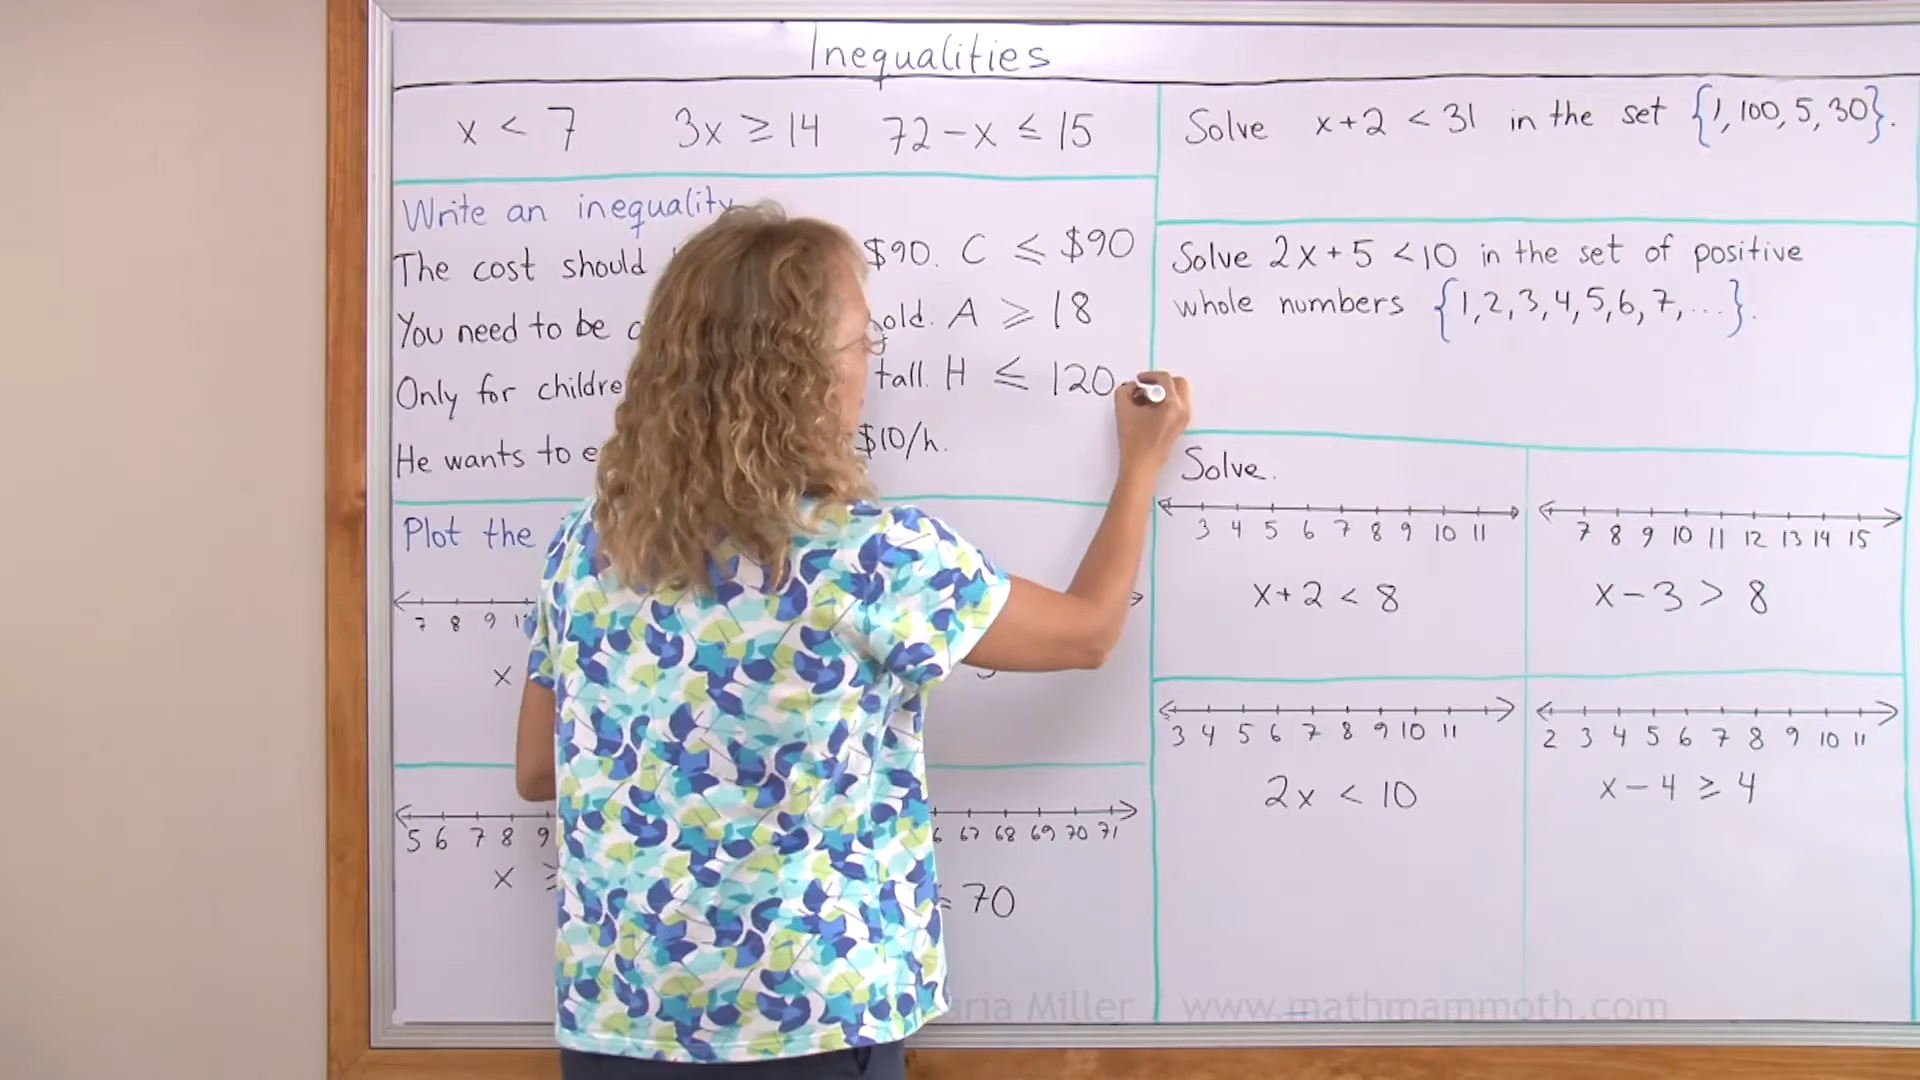 Inequalities
x < 7 3x ≥ 14 72 - x ≤ 15
Write an inequality
The cost should $90. C ≤ $90
You need to be old. A ≥ 18
Only for tall. H ≤ 120
He wants to $10/h.
Plot the
7 8 9
x
5 6 7 8 9
67 68 69 70 71
x ≥
70
Solve x+2 < 31 in the set {1, 100, 5, 30}.
Solve 2x + 5 < 10 in the set of positive
whole numbers {1, 2, 3, 4, 5, 6, 7, ...}.
Solve.
3 4 5 6 7 8 9 10 11
x+2 < 8
7 8 9 10 11 12 13 14 15
x - 3 > 8
3 4 5 6 7 8 9 10 11
2x < 10
2 3 4 5 6 7 8 9 10 11
x - 4 ≥ 4
Miller / www.mathmammoth.com